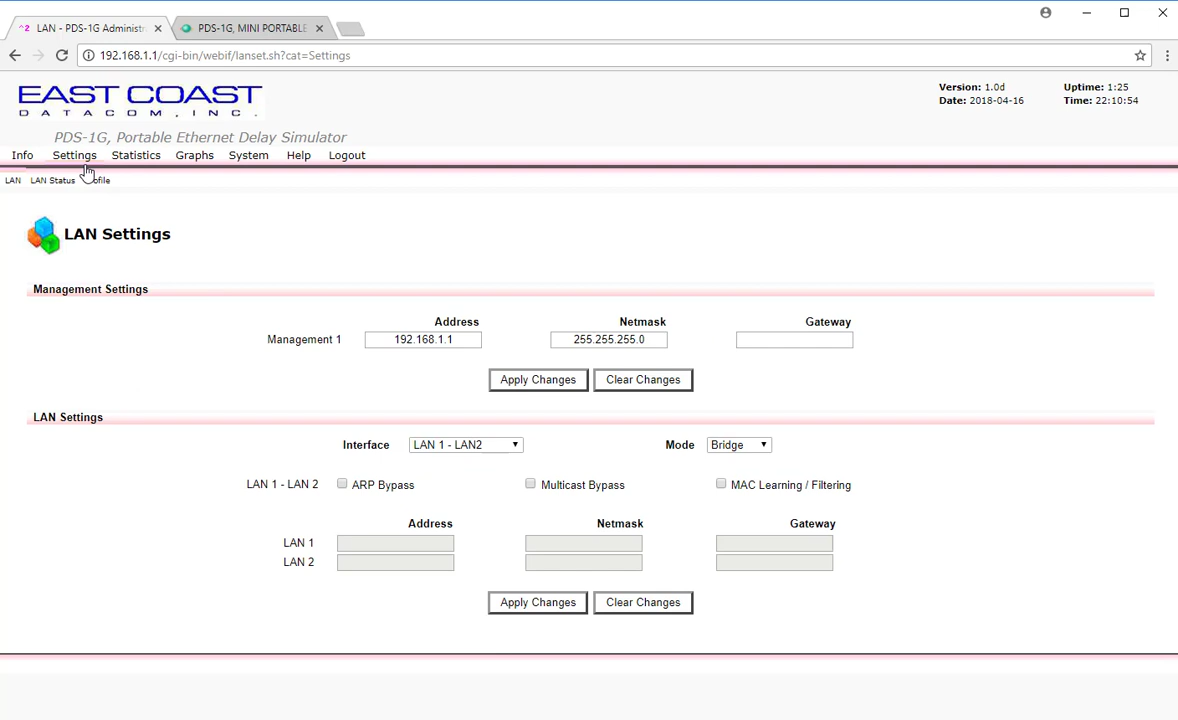 ^2 LAN - PDS-1G Administr
PDS-1G, MINI PORTABLE
192.168.1.1/cgi-bin/webif/lanset.sh?cat=Settings
EAST COAST
DATACOM, INC.
Version: 1.0d
Uptime: 1:25
Date: 2018-04-16
Time: 22:10:54
PDS-1G, Portable Ethernet Delay Simulator
Info Settings Statistics Graphs System Help Logout
LAN LAN Status
LAN Settings
Management Settings
Address Netmask Gateway
Management 1 192.168.1.1 255.255.255.0
Apply Changes Clear Changes
LAN Settings
Interface LAN 1 - LAN2 Mode Bridge
LAN 1 - LAN 2 ARP Bypass Multicast Bypass MAC Learning / Filtering
Address Netmask Gateway
LAN 1
LAN 2
Apply Changes Clear Changes